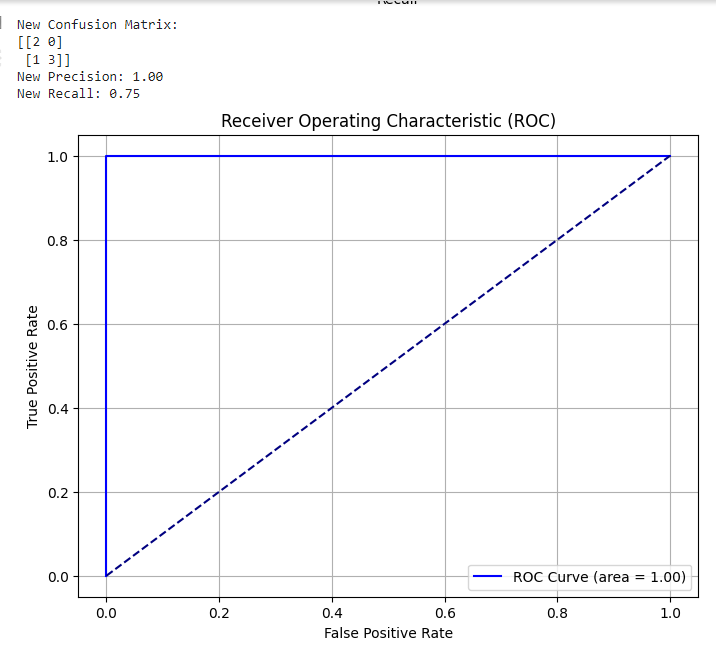 Recall
New Confusion Matrix:
[[2 0]
 [1 3]]
New Precision: 1.00
New Recall: 0.75
Receiver Operating Characteristic (ROC)
1.0
0.8
0.6
0.4
0.2
0.0
True Positive Rate
ROC Curve (area = 1.00)
0.0 0.2 0.4 0.6 0.8 1.0
False Positive Rate